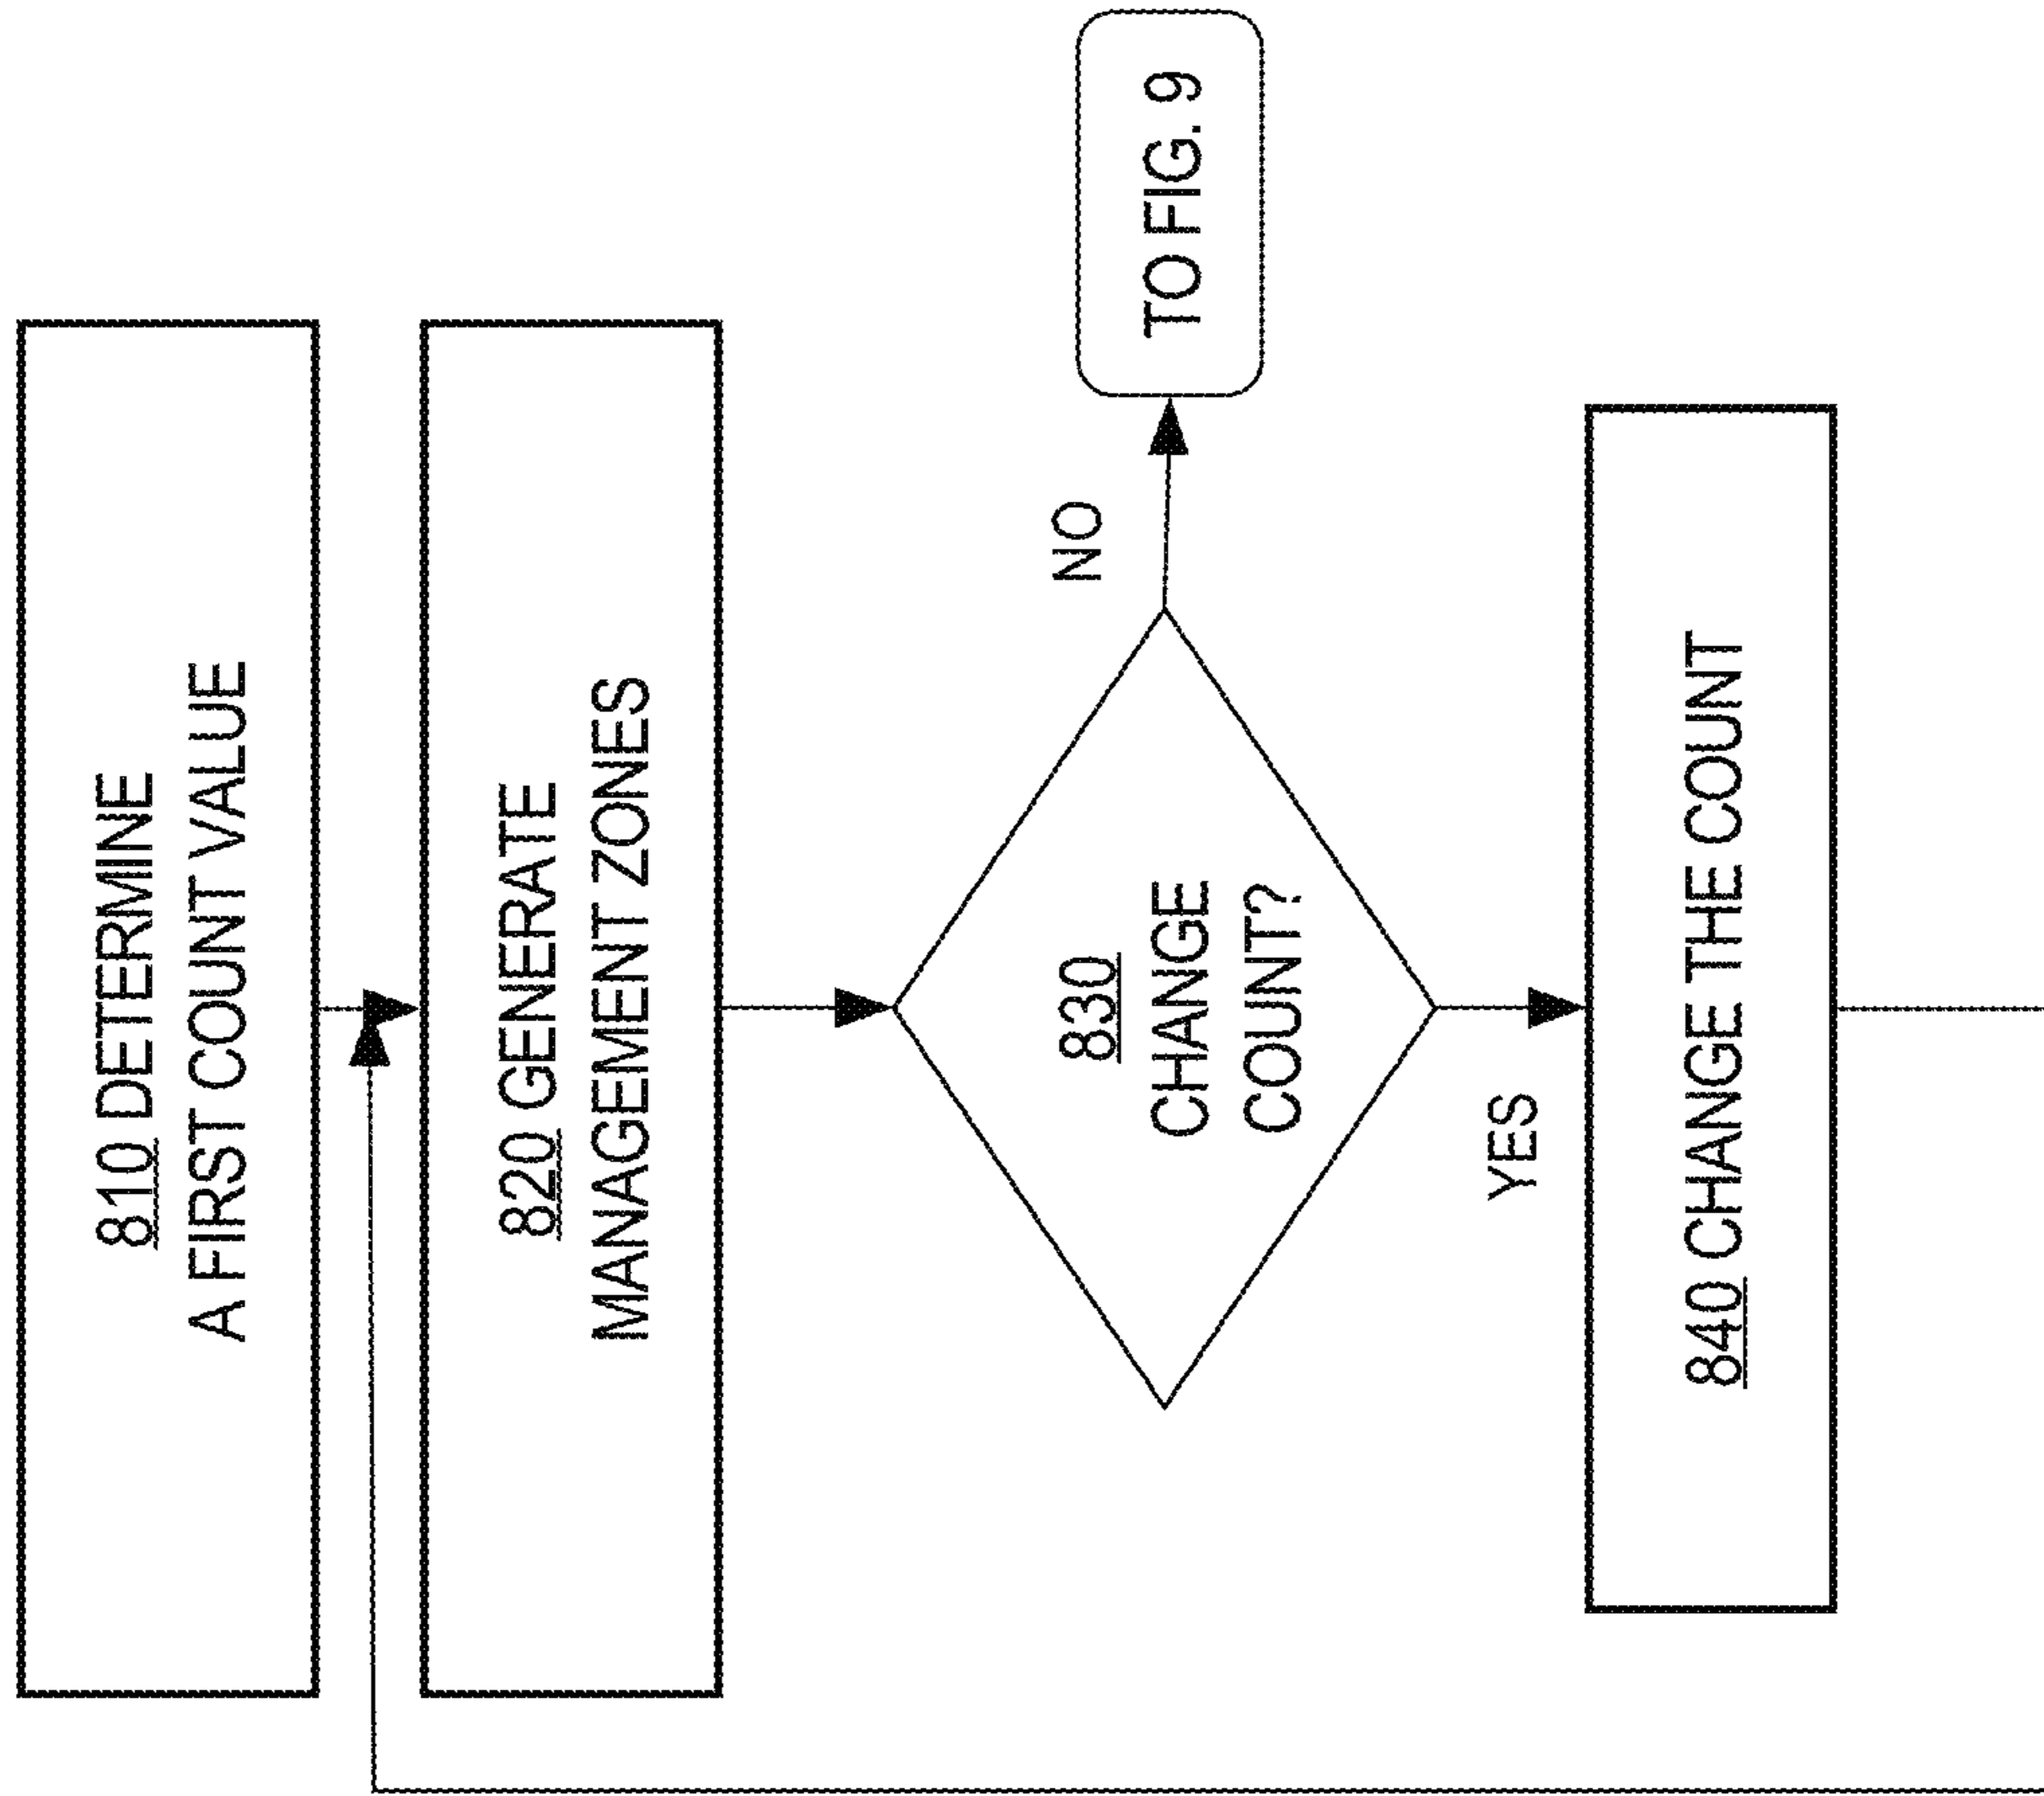 810 DETERMINE
A FIRST COUNT VALUE
820 GENERATE
MANAGEMENT ZONES
830
CHANGE
COUNT?
NO
TO FIG. 9
YES
840 CHANGE THE COUNT